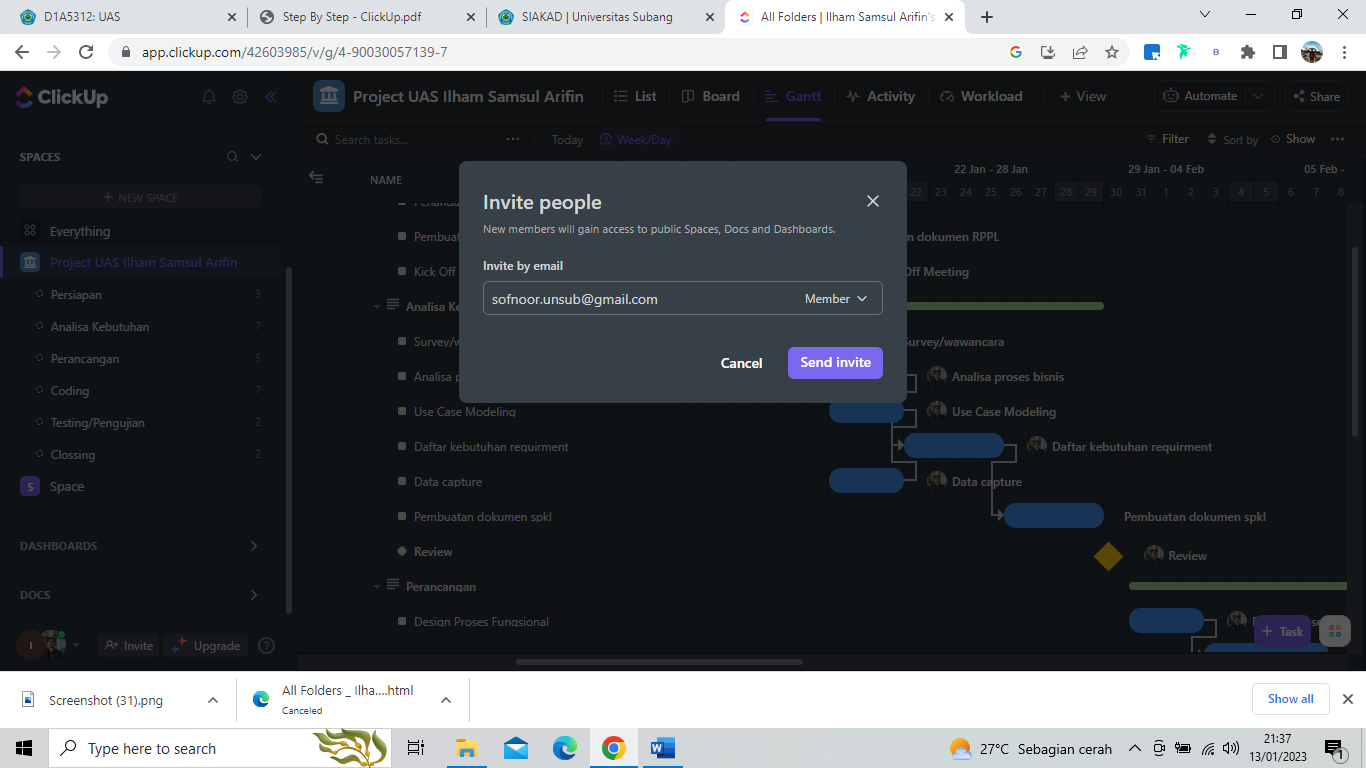 D1A5312: UAS
Step By Step - ClickUp.pdf
SIAKAD | Universitas Subang
All Folders | Ilham Samsul Arifin's
app.clickup.com/42603985/v/g/4-90030057139-7
ClickUp
Project UAS Ilham Samsul Arifin
List
Board
Gantt
Activity
Workload
+ View
Automate
Share
Search tasks...
Today
Week/Day
Filter
Sort by
Show
SPACES
+ NEW SPACE
Everything
Project UAS Ilham Samsul Arifin
Persiapan 3
Analisa Kebutuhan 7
Perancangan 5
Coding 7
Testing/Pengujian 2
Clossing 2
S Space
DASHBOARDS
DOCS
I
Invite
Upgrade
NAME
22 Jan - 28 Jan
29 Jan - 04 Feb
05 Feb -
22 23 24 25 26 27 28 29 30 31 1 2 3 4 5 6 7 8
Invite people
New members will gain access to public Spaces, Docs and Dashboards.
Invite by email
sofnoor.unsub@gmail.com
Member
Cancel
Send invite
dokumen RPPL
Kick Off
Off Meeting
Analisa
Survey/wawancara
Analisa
Analisa proses bisnis
Use Case Modeling
Use Case Modeling
Daftar kebutuhan requirment
Daftar kebutuhan requirment
Data capture
Data capture
Pembuatan dokumen spkl
Pembuatan dokumen spkl
Review
Review
Perancangan
Design Proses Fungsional
+ Task
Screenshot (31).png
All Folders _ Ilha....html
Canceled
Show all
Type here to search
27°C Sebagian cerah
21:37
13/01/2023
1